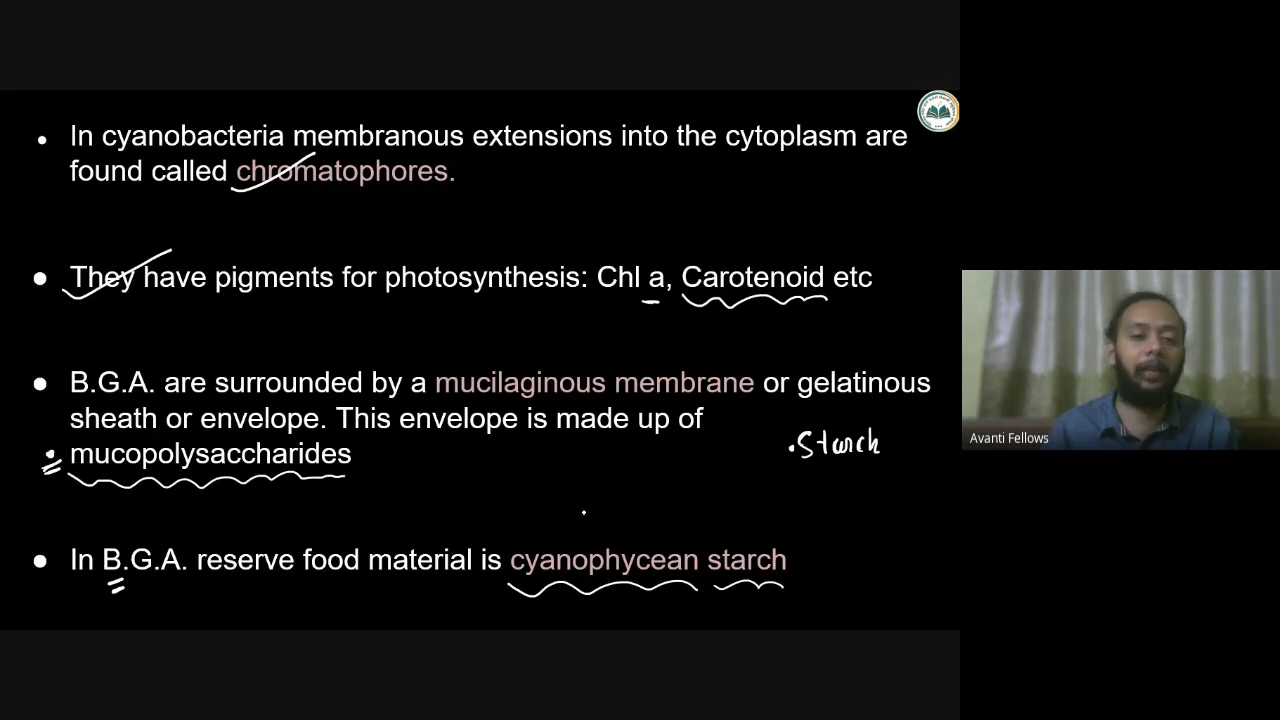 • In cyanobacteria membranous extensions into the cytoplasm are
found called chromatophores.
• They have pigments for photosynthesis: Chl a, Carotenoid etc
• B.G.A. are surrounded by a mucilaginous membrane or gelatinous
sheath or envelope. This envelope is made up of
mucopolysaccharides
.Starch
• In B.G.A. reserve food material is cyanophycean starch
Avanti Fellows